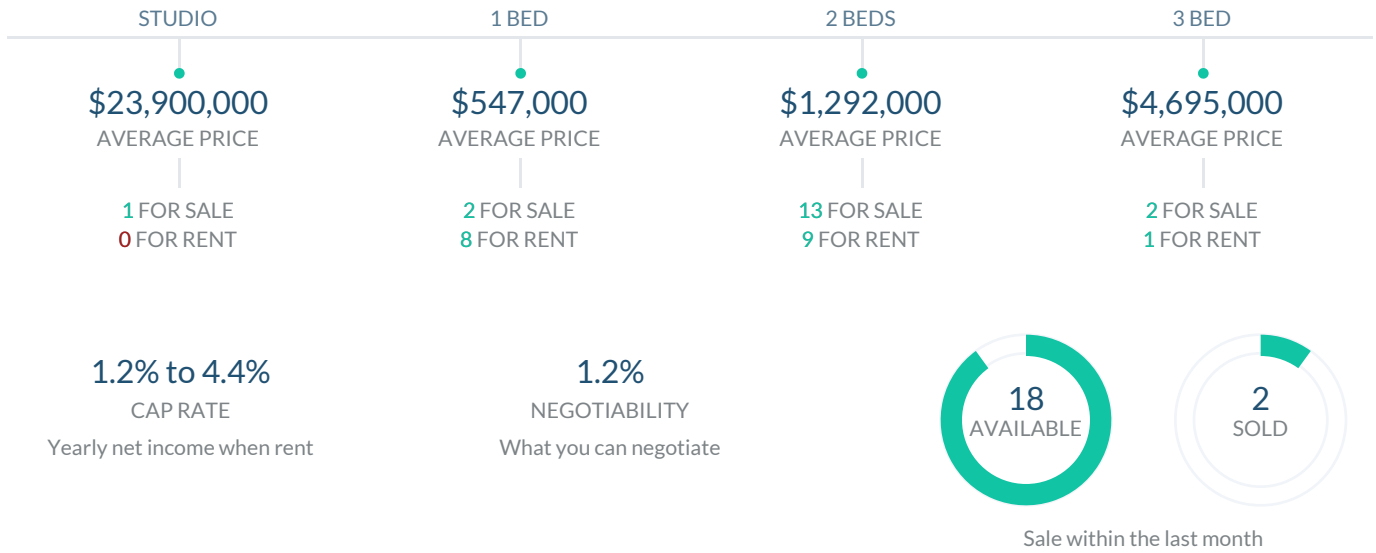 STUDIO
1 BED
2 BEDS
3 BED
$23,900,000
$547,000
$1,292,000
$4,695,000
AVERAGE PRICE
AVERAGE PRICE
AVERAGE PRICE
AVERAGE PRICE
1 FOR SALE
2 FOR SALE
13 FOR SALE
2 FOR SALE
0 FOR RENT
8 FOR RENT
9 FOR RENT
1 FOR RENT
1.2% to 4.4%
CAP RATE
Yearly net income when rent
1.2%
NEGOTIABILITY
What you can negotiate
18
AVAILABLE
2
SOLD
Sale within the last month